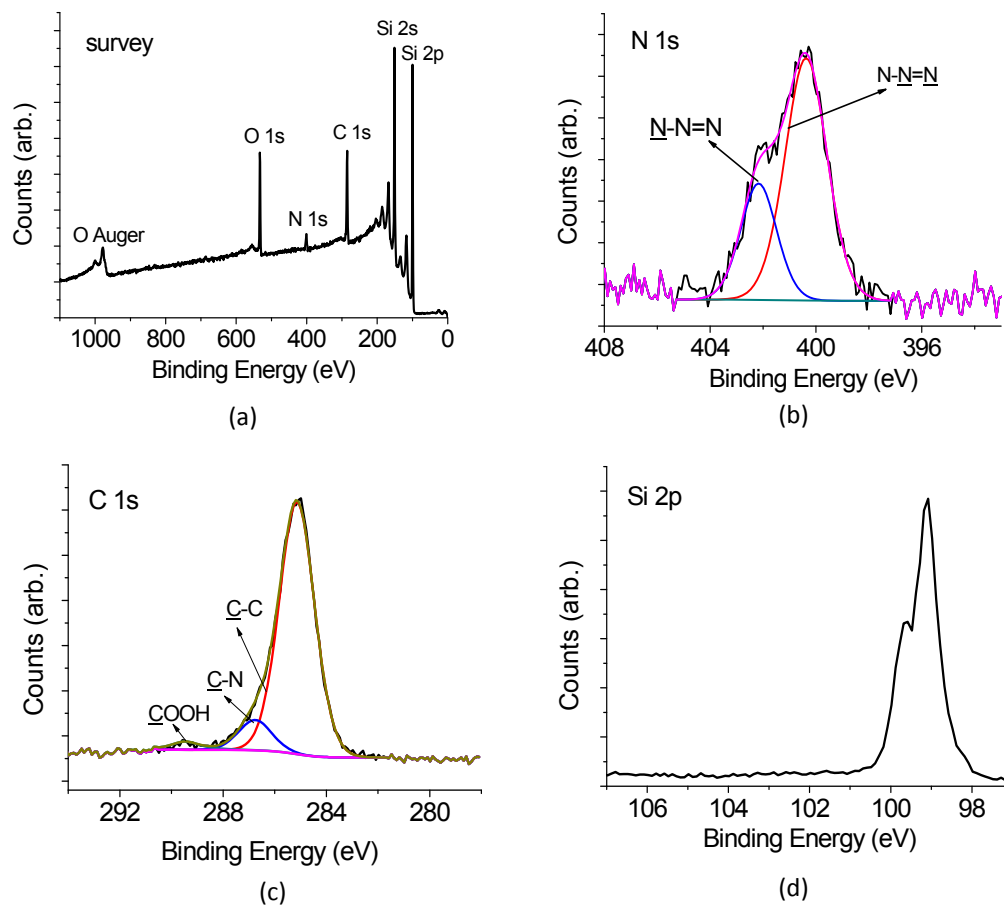 survey
Si 2s
Si 2p
O 1s
C 1s
N 1s
O Auger
Counts (arb.)
1000 800 600 400 200 0
Binding Energy (eV)
(a)
N 1s
N-N=N
N-N=N
Counts (arb.)
408 404 400 396
Binding Energy (eV)
(b)
C 1s
C-C
C-N
COOH
Counts (arb.)
292 288 284 280
Binding Energy (eV)
(c)
Si 2p
Counts (arb.)
106 104 102 100 98
Binding Energy (eV)
(d)